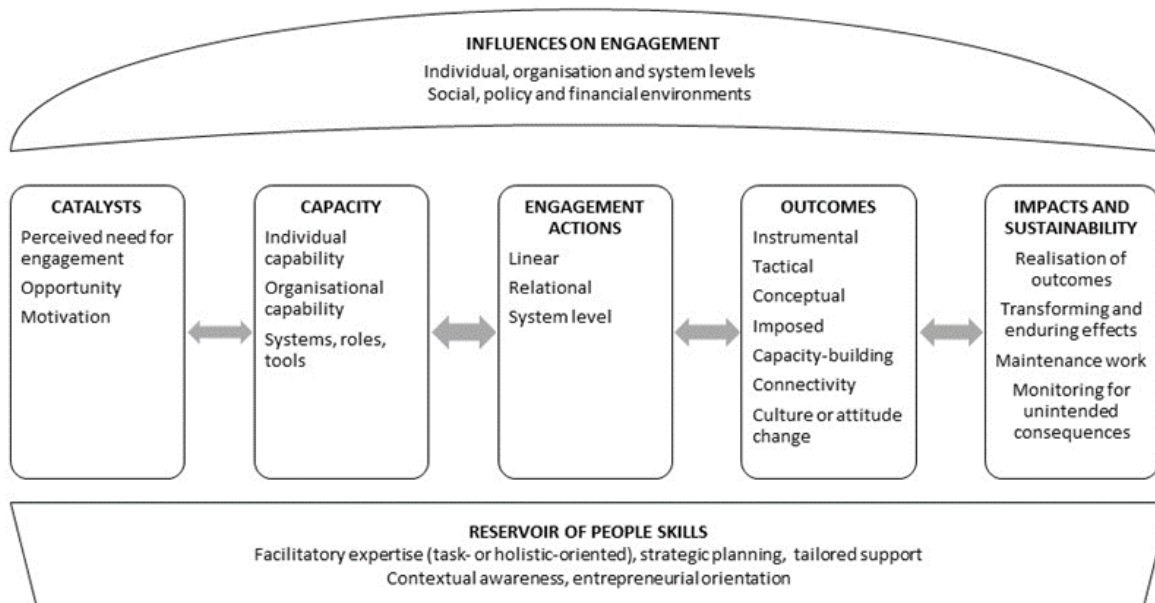 INFLUENCES ON ENGAGEMENT
Individual, organisation and system levels
Social, policy and financial environments
CATALYSTS
Perceived need for
engagement
Opportunity
Motivation
CAPACITY
Individual
capability
Organisational
capability
Systems, roles,
tools
ENGAGEMENT
ACTIONS
Linear
Relational
System level
OUTCOMES
Instrumental
Tactical
Conceptual
Imposed
Capacity-building
Connectivity
Culture or attitude
change
IMPACTS AND
SUSTAINABILITY
Realisation of
outcomes
Transforming and
enduring effects
Maintenance work
Monitoring for
unintended
consequences
RESERVOIR OF PEOPLE SKILLS
Facilitatory expertise (task- or holistic-oriented), strategic planning, tailored support
Contextual awareness, entrepreneurial orientation